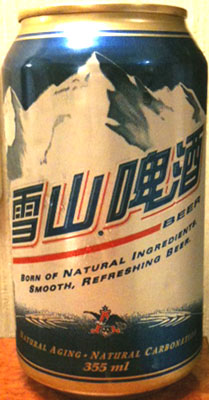 雪山.啤酒
BEER
BORN OF NATURAL INGREDIENTS.
SMOOTH, REFRESHING BEER.
NATURAL AGING · NATURAL CARBONATION
355 ml